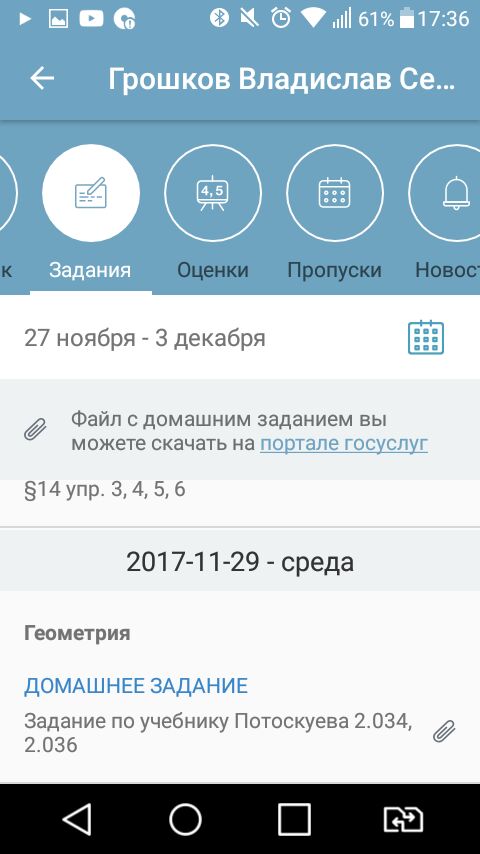 61% 17:36
Грошков Владислав Се...
к Задания Оценки Пропуски Новос
4,5
27 ноября - 3 декабря
Файл с домашним заданием вы
можете скачать на портале госуслуг
§14 упр. 3, 4, 5, 6
2017-11-29 - среда
Геометрия
ДОМАШНЕЕ ЗАДАНИЕ
Задание по учебнику Потоскуева 2.034,
2.036